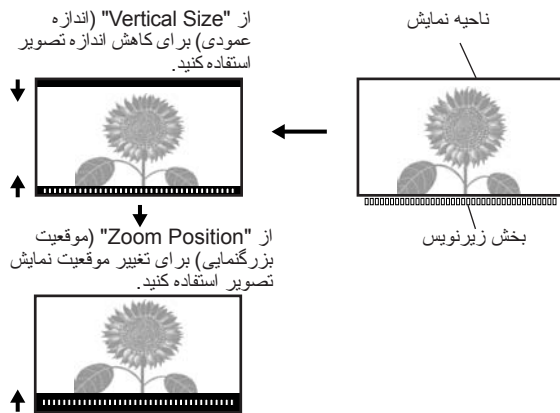 ناحیه نمایش
بخش زیرنویس
از "Vertical Size" (اندازه
عمودی) برای کاهش اندازه تصویر
استفاده کنید.
از "Zoom Position" (موقعیت
بزرگنمایی) برای تغییر موقعیت نمایش
تصویر استفاده کنید.